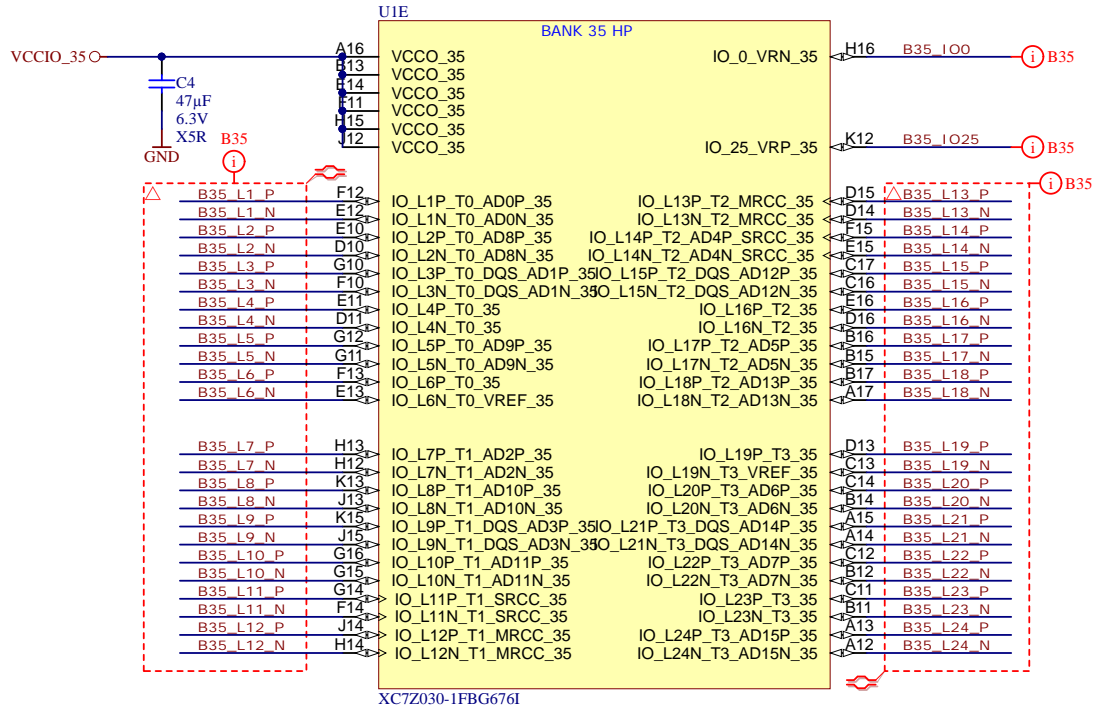 U1E
BANK 35 HP
VCCIO_35
A16 VCCO_35 IO_0_VRN_35 H16 B35_IO0 i B35
B13 VCCO_35
E14 VCCO_35
F11 VCCO_35
H15 VCCO_35
J12 VCCO_35 IO_25_VRP_35 K12 B35_IO25 i B35
C4
47µF
6.3V
X5R
GND
B35
i
i B35
B35_L1_P F12 IO_L1P_T0_AD0P_35 IO_L13P_T2_MRCC_35 D15 B35_L13_P
B35_L1_N E12 IO_L1N_T0_AD0N_35 IO_L13N_T2_MRCC_35 D14 B35_L13_N
B35_L2_P E10 IO_L2P_T0_AD8P_35 IO_L14P_T2_AD4P_SRCC_35 F15 B35_L14_P
B35_L2_N D10 IO_L2N_T0_AD8N_35 IO_L14N_T2_AD4N_SRCC_35 E15 B35_L14_N
B35_L3_P G10 IO_L3P_T0_DQS_AD1P_35 IO_L15P_T2_DQS_AD12P_35 C17 B35_L15_P
B35_L3_N F10 IO_L3N_T0_DQS_AD1N_35 IO_L15N_T2_DQS_AD12N_35 C16 B35_L15_N
B35_L4_P E11 IO_L4P_T0_35 IO_L16P_T2_35 E16 B35_L16_P
B35_L4_N D11 IO_L4N_T0_35 IO_L16N_T2_35 D16 B35_L16_N
B35_L5_P G12 IO_L5P_T0_AD9P_35 IO_L17P_T2_AD5P_35 B16 B35_L17_P
B35_L5_N G11 IO_L5N_T0_AD9N_35 IO_L17N_T2_AD5N_35 B15 B35_L17_N
B35_L6_P F13 IO_L6P_T0_35 IO_L18P_T2_AD13P_35 B17 B35_L18_P
B35_L6_N E13 IO_L6N_T0_VREF_35 IO_L18N_T2_AD13N_35 A17 B35_L18_N
B35_L7_P H13 IO_L7P_T1_AD2P_35 IO_L19P_T3_35 D13 B35_L19_P
B35_L7_N H12 IO_L7N_T1_AD2N_35 IO_L19N_T3_VREF_35 C13 B35_L19_N
B35_L8_P K13 IO_L8P_T1_AD10P_35 IO_L20P_T3_AD6P_35 C14 B35_L20_P
B35_L8_N J13 IO_L8N_T1_AD10N_35 IO_L20N_T3_AD6N_35 B14 B35_L20_N
B35_L9_P K15 IO_L9P_T1_DQS_AD3P_35 IO_L21P_T3_DQS_AD14P_35 A15 B35_L21_P
B35_L9_N J15 IO_L9N_T1_DQS_AD3N_35 IO_L21N_T3_DQS_AD14N_35 A14 B35_L21_N
B35_L10_P G16 IO_L10P_T1_AD11P_35 IO_L22P_T3_AD7P_35 C12 B35_L22_P
B35_L10_N G15 IO_L10N_T1_AD11N_35 IO_L22N_T3_AD7N_35 B12 B35_L22_N
B35_L11_P G14 IO_L11P_T1_SRCC_35 IO_L23P_T3_35 C11 B35_L23_P
B35_L11_N F14 IO_L11N_T1_SRCC_35 IO_L23N_T3_35 B11 B35_L23_N
B35_L12_P J14 IO_L12P_T1_MRCC_35 IO_L24P_T3_AD15P_35 A13 B35_L24_P
B35_L12_N H14 IO_L12N_T1_MRCC_35 IO_L24N_T3_AD15N_35 A12 B35_L24_N
XC7Z030-1FBG676I